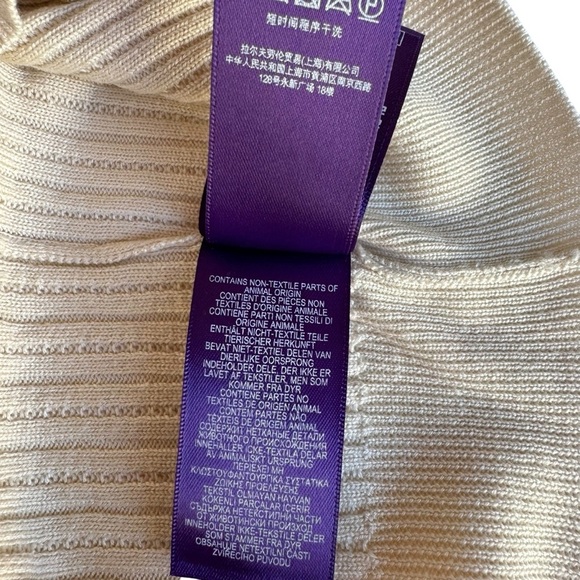 短时间程序干洗
拉尔夫劳伦贸易(上海)有限公司
中华人民共和国上海市黄浦区南京西路
128号永新广场 18楼
CONTAINS NON-TEXTILE PARTS OF
ANIMAL ORIGIN
CONTIENT DES PIÈCES NON
TEXTILES D'ORIGINE ANIMALE
CONTIENE PARTI NON TESSILI DI
ORIGINE ANIMALE
ENTHÄLT NICHT-TEXTILE TEILE
TIERISCHER HERKUNFT
BEVAT NIET-TEXTIEL DELEN VAN
DIERLIJKE OORSPRONG
INDEHOLDER DELE, DER IKKE ER
LAVET AF TEKSTILER, MEN SOM
KOMMER FRA DYR
CONTIENE PARTES NO
TEXTILES DE ORIGEN ANIMAL
CONTÉM PARTES NÃO
TEXTEIS DE ORIGEM ANIMAL
СОДЕРЖИТ НЕТКАНЫЕ ДЕТАЛИ
ЖИВОТНОГО ПРОИСХОЖДЕНИЯ
INNEHÅLLER ICKE-TEXTILA DELAR
AV ANIMALISKT URSPRUNG
ΠΕΡΙΕΧΕΙ ΜΗ
ΚΛΩΣΤΟΫΦΑΝΤΟΥΡΓΙΚΑ ΣΥΣΤΑΤΙΚΑ
ΖΩΙΚΗΣ ΠΡΟΕΛΕΥΣΗΣ
TEKSTİL OLMAYAN HAYVAN
KÖKENLİ PARÇALAR İÇERİR
СЪДЪРЖА НЕТЕКСТИЛНИ ЧАСТИ
ОТ ЖИВОТИНСКИ ПРОИЗХОД
INNEHOLDER IKKE-TEKSTILE DELER
SOM STAMMER FRA DYR
OBSAHUJE NETEXTILNÍ ČÁSTI
ZVÍŘECÍHO PŮVODU